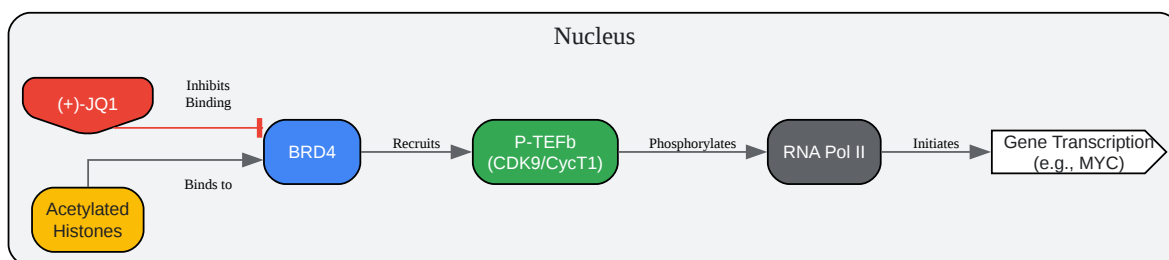 Nucleus
(+)-JQ1
Inhibits
Binding
BRD4
Recruits
P-TEFb
(CDK9/CycT1)
Phosphorylates
RNA Pol II
Initiates
Gene Transcription
(e.g., MYC)
Binds to
Acetylated
Histones